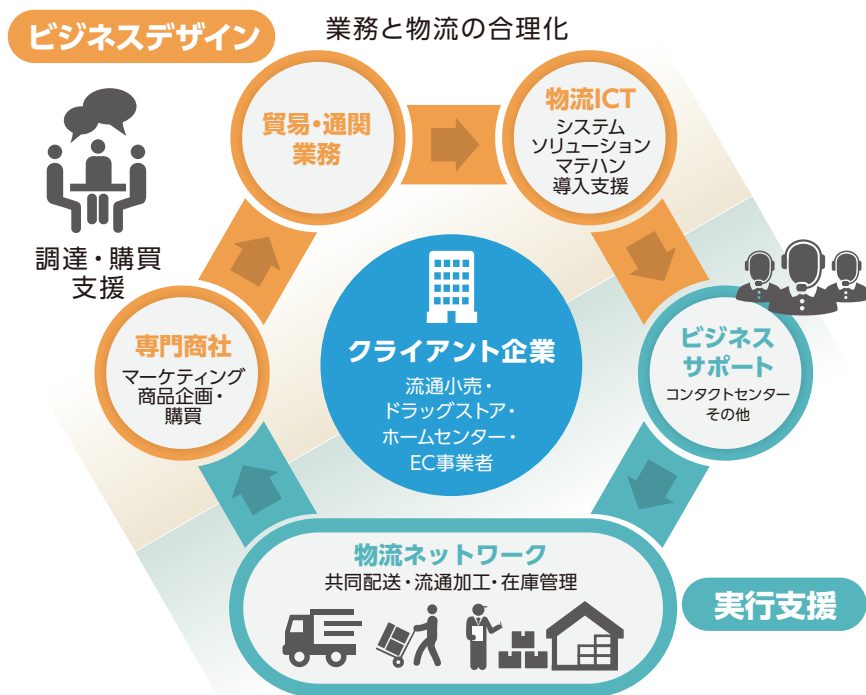 ビジネスデザイン
業務と物流の合理化
貿易・通関
業務
物流ICT
システム
ソリューション
マテハン
導入支援
調達・購買
支援
専門商社
マーケティング
商品企画・
購買
クライアント企業
流通小売・
ドラッグストア・
ホームセンター・
EC事業者
ビジネス
サポート
コンタクトセンター
その他
物流ネットワーク
共同配送・流通加工・在庫管理
実行支援